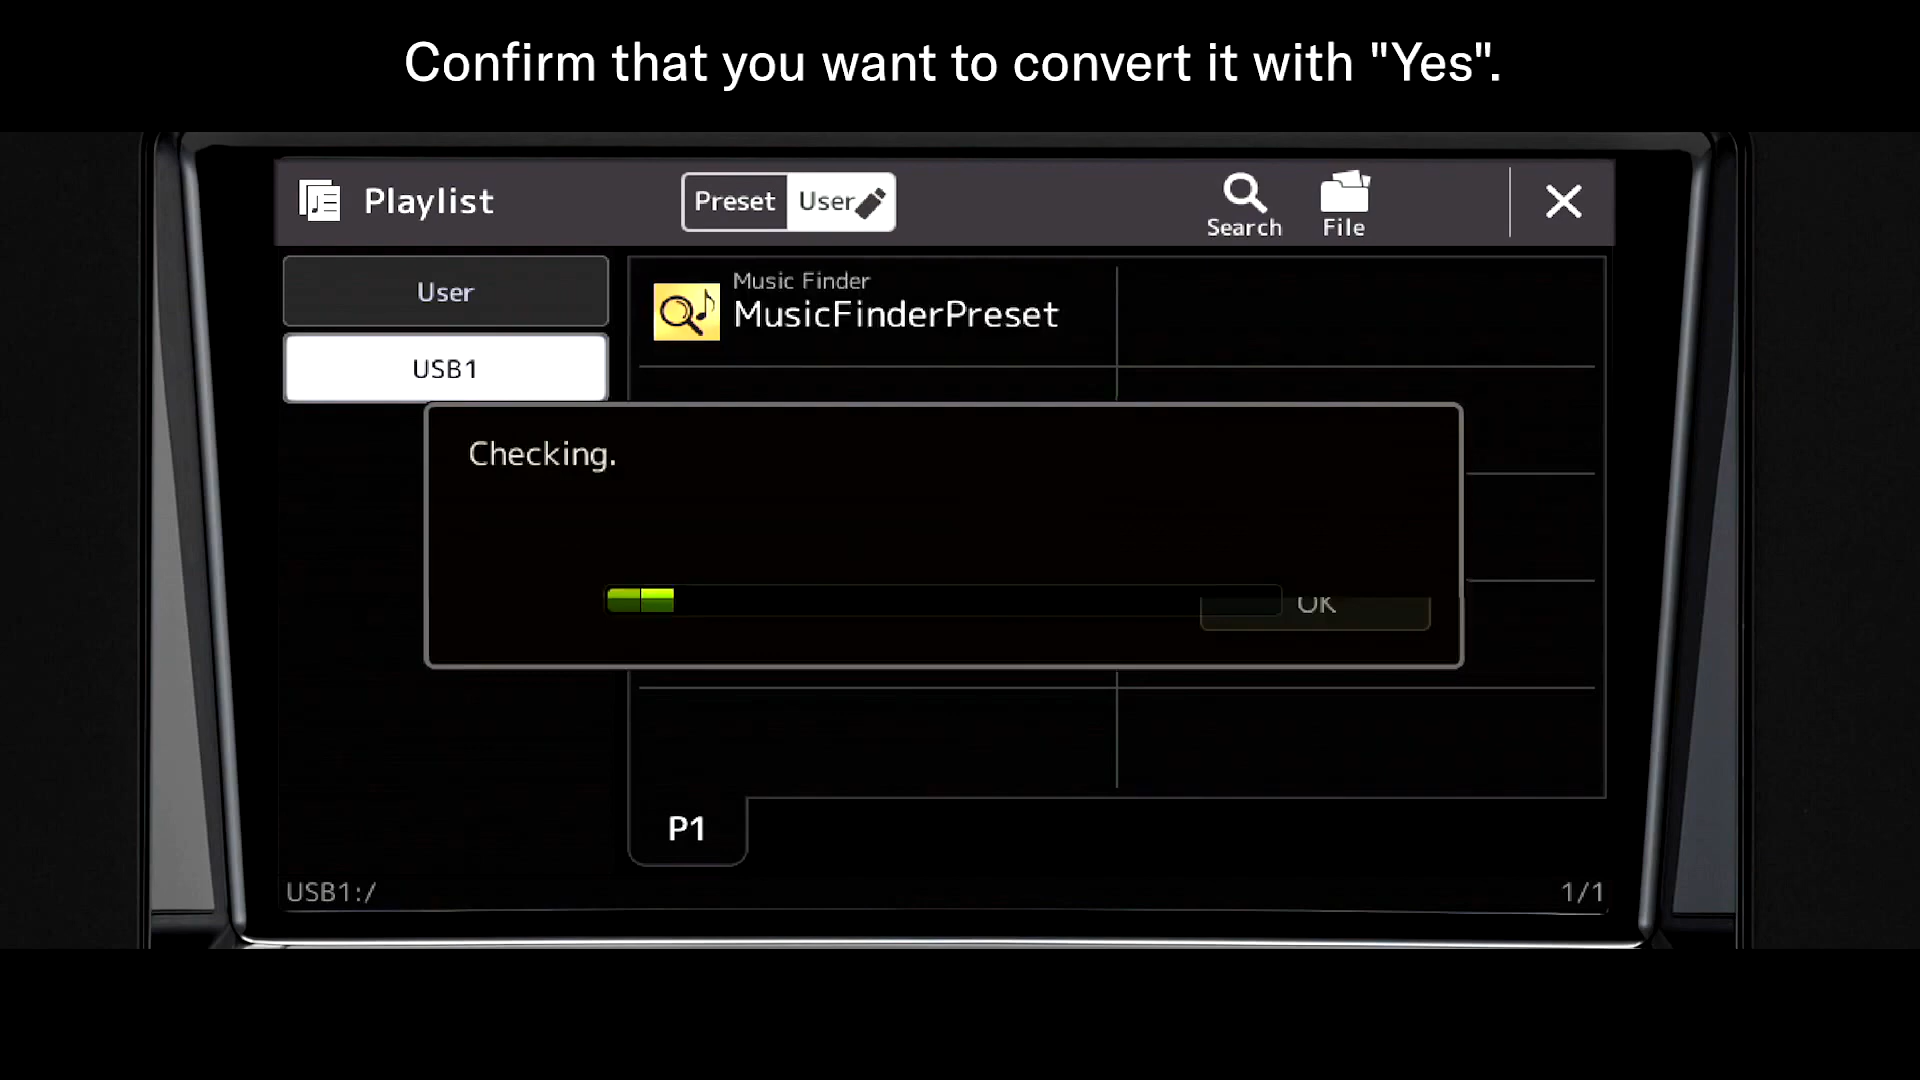 Confirm that you want to convert it with "Yes".
Playlist
Preset
User
Search
File
User
USB1
Music Finder
MusicFinderPreset
Checking.
OK
P1
USB1:/
1/1